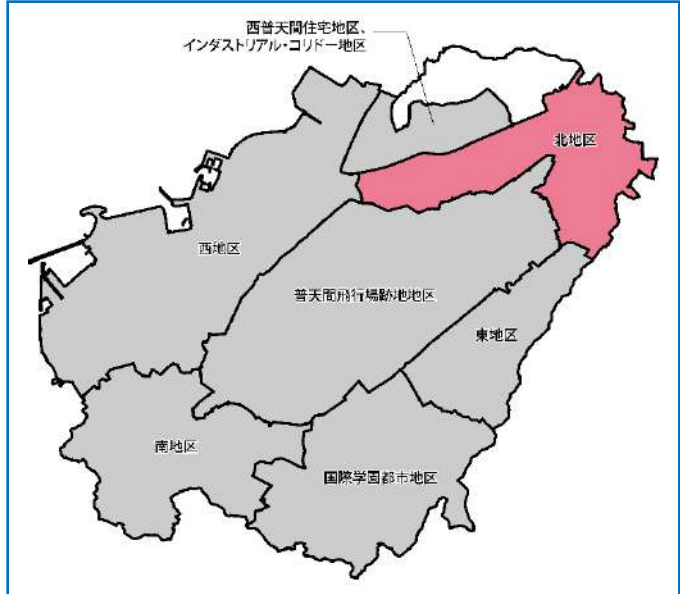 西普天間住宅地区、
インダストリアル・コリドー地区
北地区
西地区
普天間飛行場跡地地区
東地区
南地区
国際学園都市地区